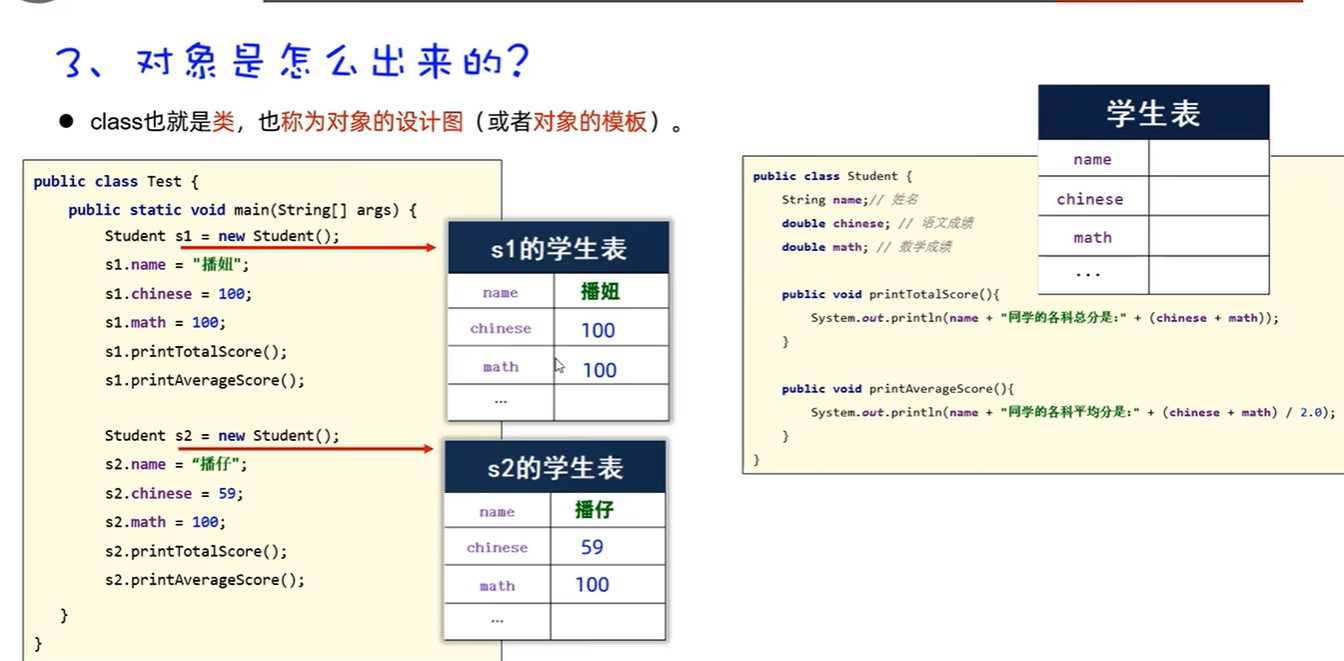 3、对象是怎么出来的?
● class也就是类，也称为对象的设计图（或者对象的模板）。
public class Test {
public static void main(String[] args) {
Student s1 = new Student();
s1.name = "播妞";
s1.chinese = 100;
s1.math = 100;
s1.printTotalScore();
s1.printAverageScore();
Student s2 = new Student();
s2.name = “播仔";
s2.chinese = 59;
s2.math = 100;
s2.printTotalScore();
s2.printAverageScore();
}
}
s1的学生表
name 播妞
chinese 100
math 100
...
s2的学生表
name 播仔
chinese 59
math 100
...
public class Student {
String name;// 姓名
double chinese; // 语文成绩
double math; // 数学成绩
public void printTotalScore(){
System.out.println(name + "同学的各科总分是:" + (chinese + math));
}
public void printAverageScore(){
System.out.println(name + "同学的各科平均分是:" + (chinese + math) / 2.0);
}
}
学生表
name
chinese
math
...